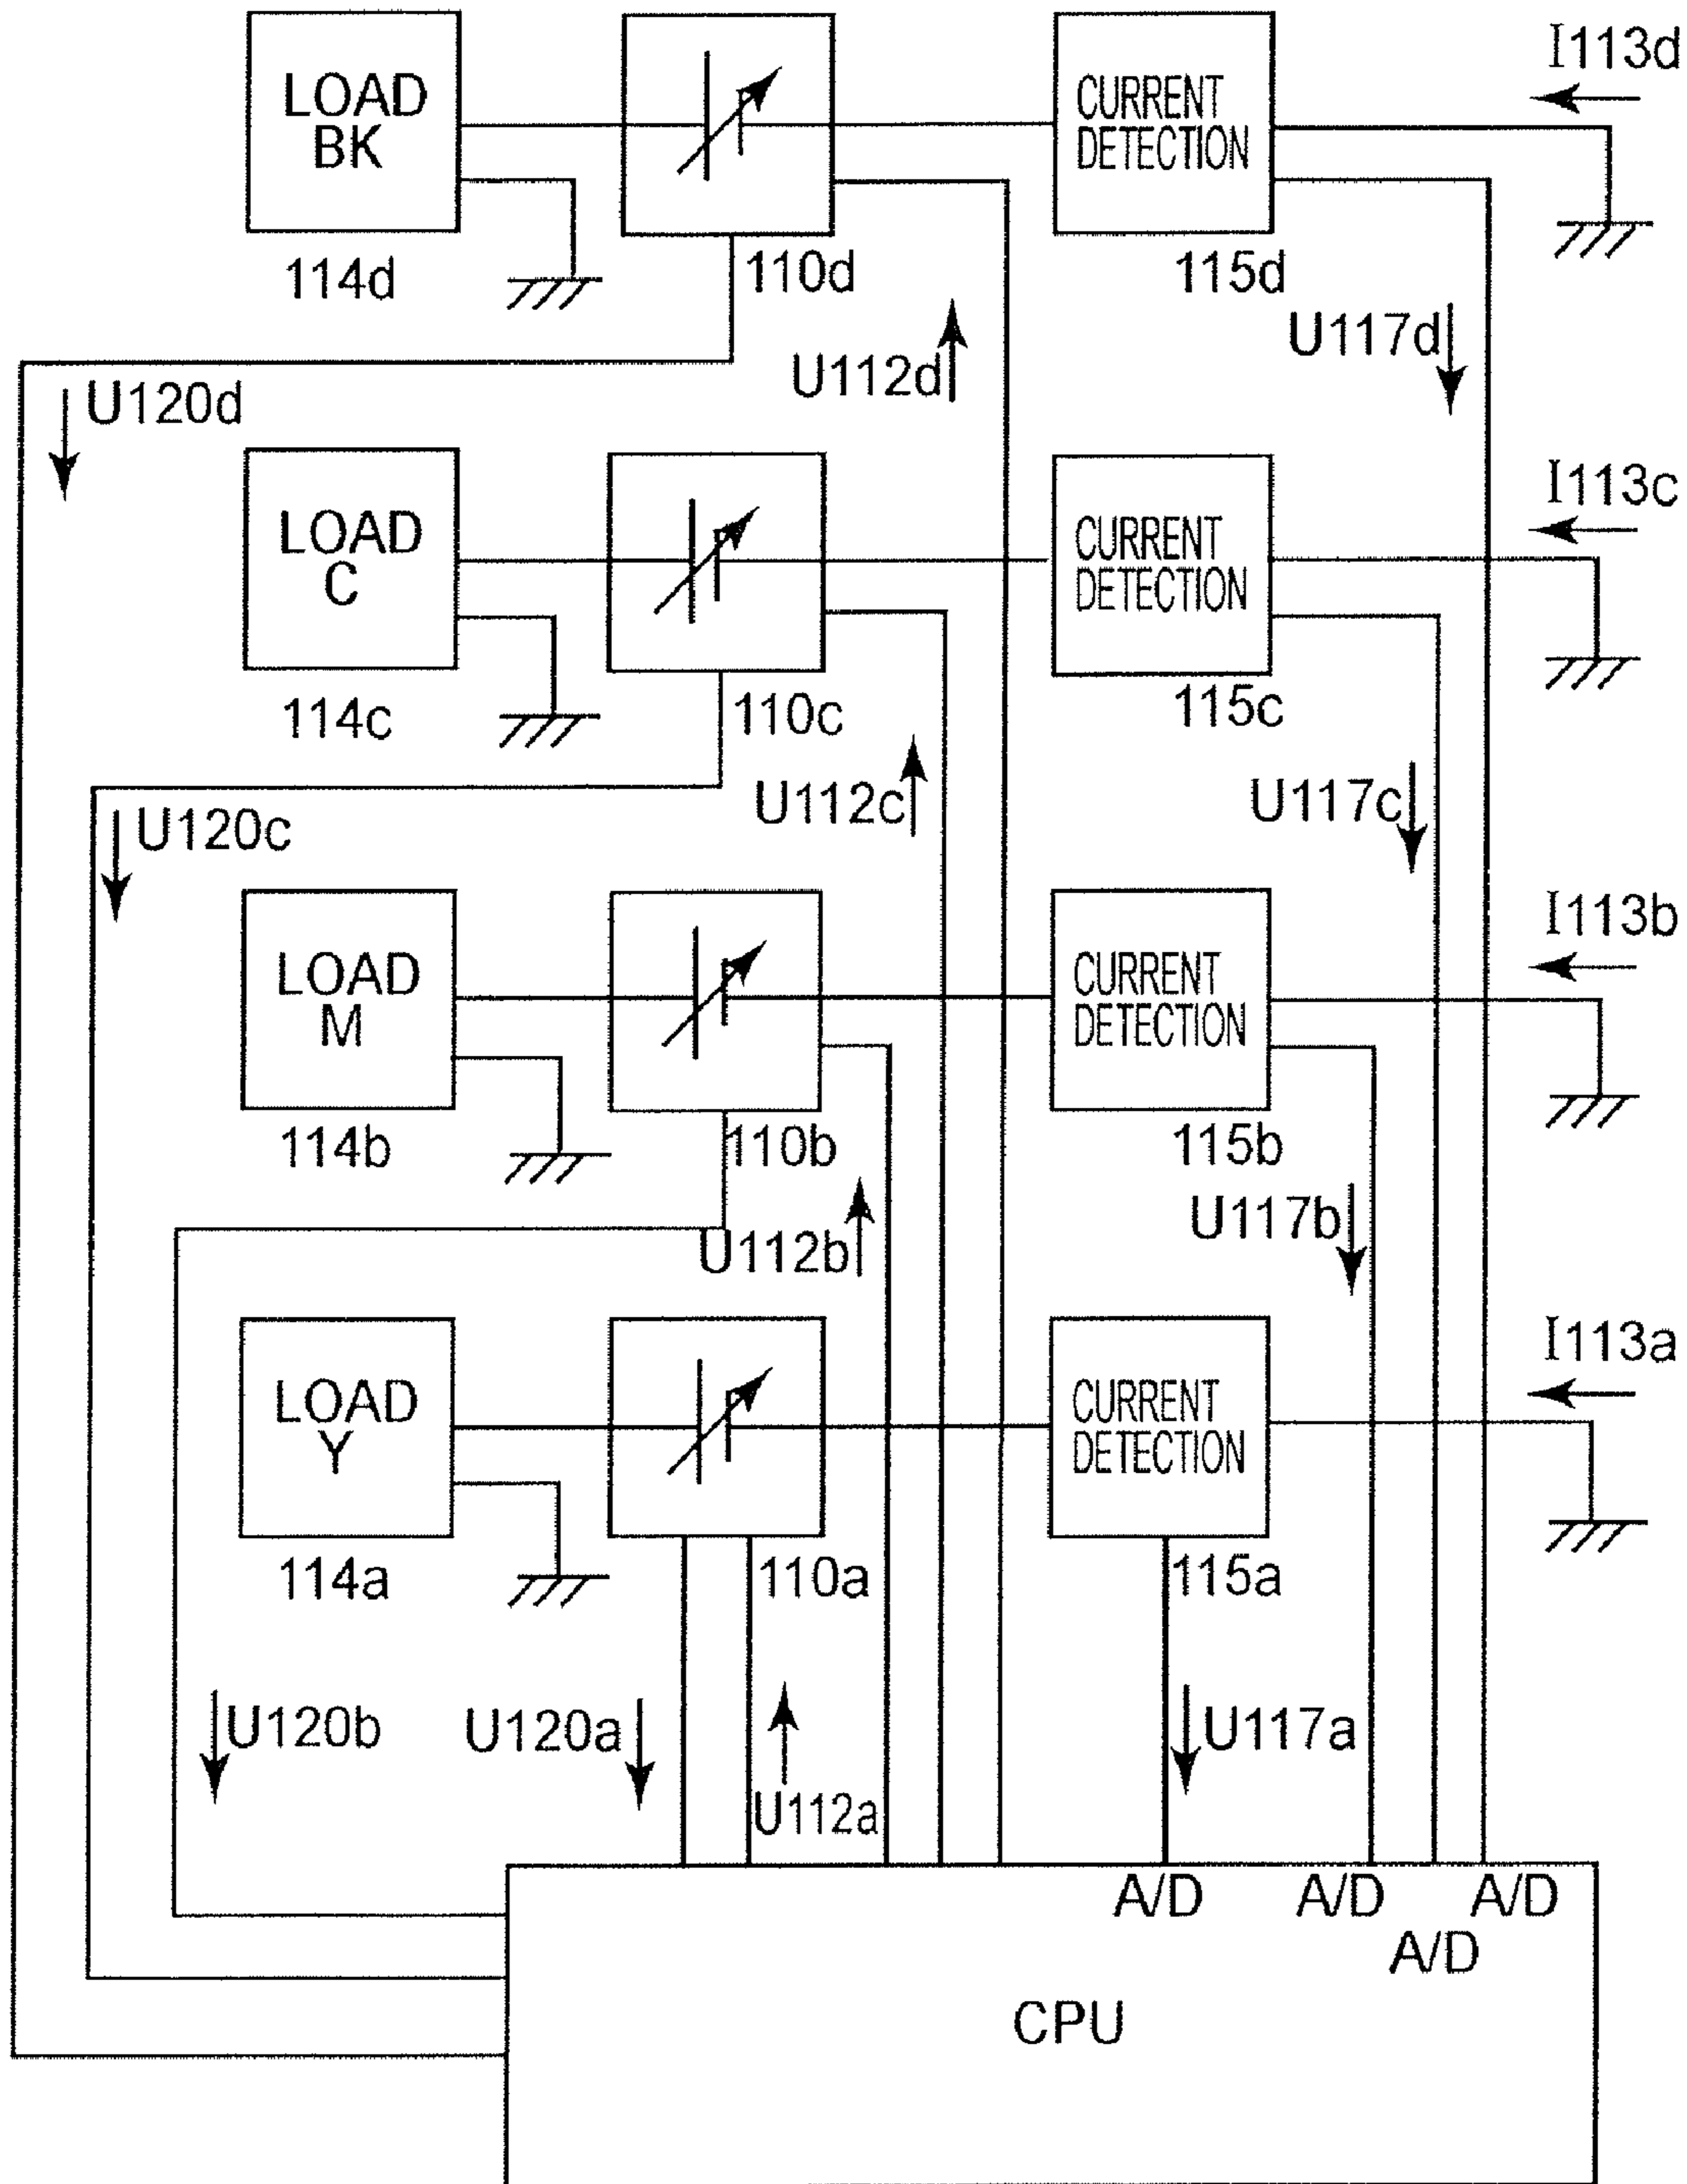 LOAD
BK
CURRENT
DETECTION
I113d
114d
110d
115d
U120d
U112d
U117d
LOAD
C
CURRENT
DETECTION
I113c
114c
110c
115c
U120c
U112c
U117c
LOAD
M
CURRENT
DETECTION
I113b
114b
110b
115b
U112b
U117b
LOAD
Y
CURRENT
DETECTION
I113a
114a
110a
115a
U120b
U120a
U112a
U117a
A/D
A/D
A/D
A/D
CPU